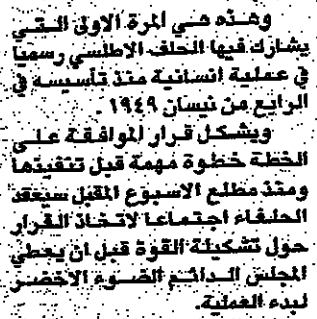 وهذه هي المرة الاولى التي
يشارك فيها الحلف الاطلسي رسميا
في عملية انسانية منذ تأسيسه في
الرابع من نيسان ١٩٤٩ .
ويشكل قرار الموافقة على
الخطة خطوة مهمة قبل تنفيذها
ومنذ مطلع الاسبوع المقبل سيعقد
الحلفاء اجتماعا لاتخاذ القرار
حول تشكيلة القوة قبل ان يعطي
المجلس الدائم الضوء الاخضر
لبدء العملية.